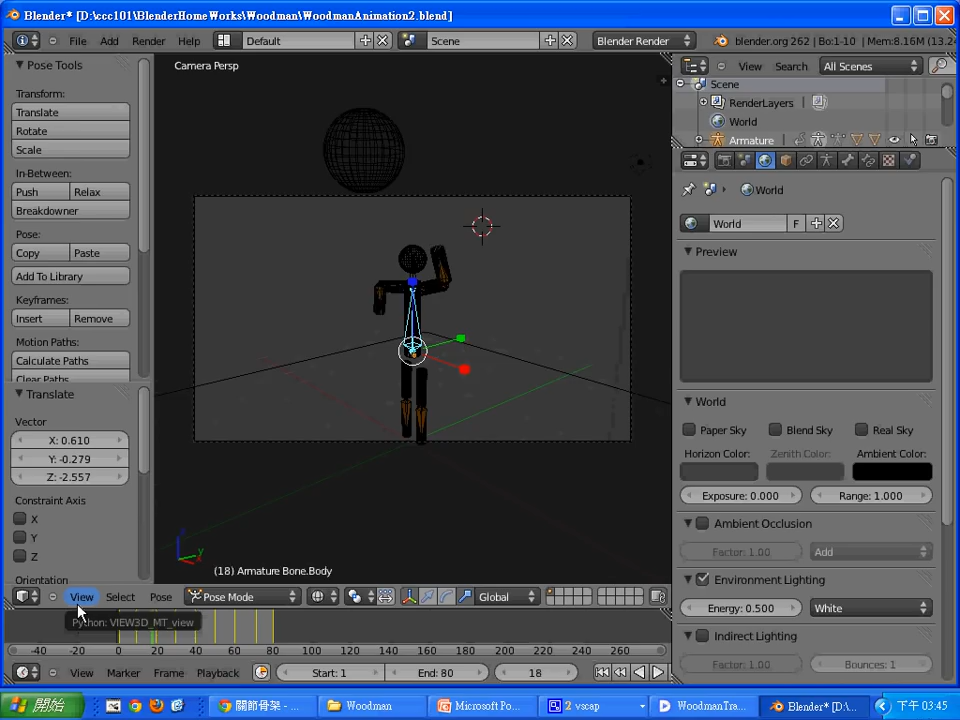 Blender* [D:\ccc101\BlenderHomeWorks\Woodman\WoodmanAnimation2.blend]
File Add Render Help Default Scene Blender Render blender.org 262 | Bo:1-10 | Mem:8.16M (13.2
Pose Tools
Transform:
Translate
Rotate
Scale
In-Between:
Push Relax
Breakdowner
Pose:
Copy Paste
Add To Library
Keyframes:
Insert Remove
Motion Paths:
Calculate Paths
Clear Paths
Translate
Vector
X: 0.610
Y: -0.279
Z: -2.557
Constraint Axis
X
Y
Z
Orientation
Camera Persp
(18) Armature Bone.Body
View Select Pose Pose Mode Global
Python: VIEW3D_MT_view
-40 -20 0 20 40 60 80 100 120 140 160 180 200 220 240 260
View Marker Frame Playback Start: 1 End: 80 18
View Search All Scenes
Scene
RenderLayers
World
Armature
World
World F
Preview
World
Paper Sky Blend Sky Real Sky
Horizon Color: Zenith Color: Ambient Color:
Exposure: 0.000 Range: 1.000
Ambient Occlusion
Factor: 1.00 Add
Environment Lighting
Energy: 0.500 White
Indirect Lighting
Factor: 1.00 Bounces: 1
開始 關節骨架 - ... Woodman Microsoft Po... 2 vscap WoodmanTra... Blender* [D:\... 下午 03:45